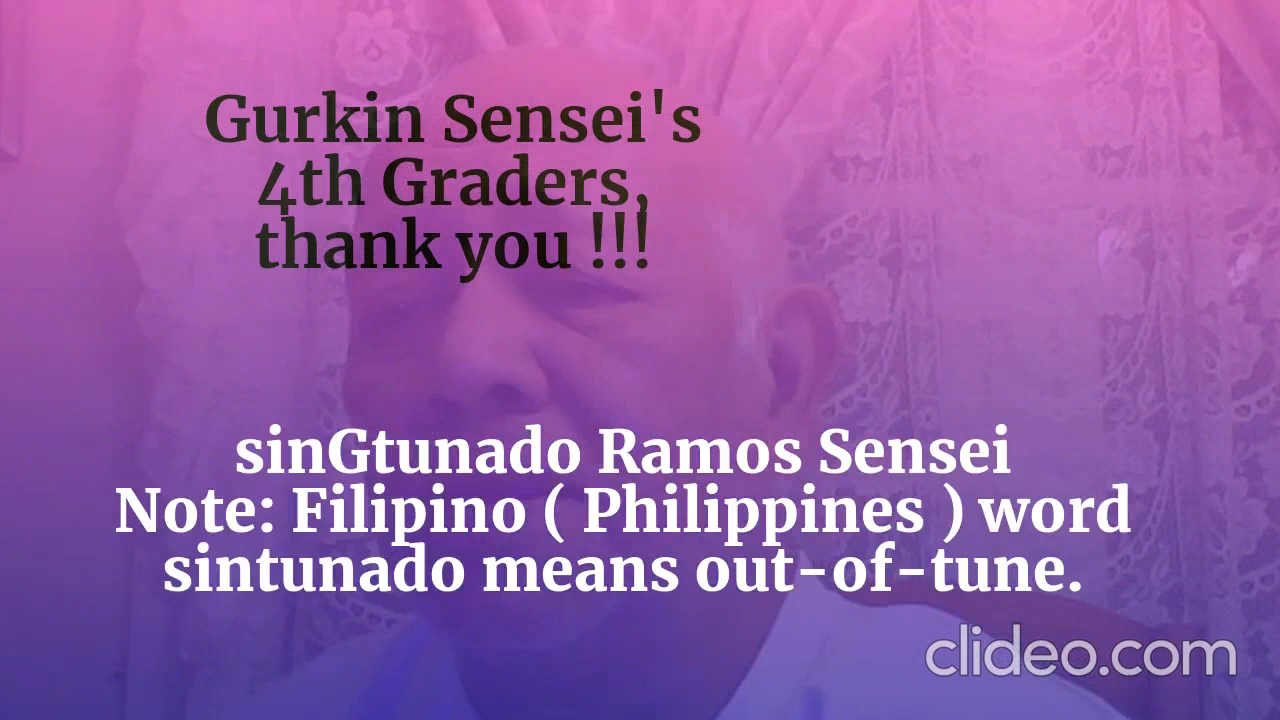 Gurkin Sensei's
4th Graders,
thank you !!!
sinGtunado Ramos Sensei
Note: Filipino ( Philippines ) word
sintunado means out-of-tune.
clideo.com